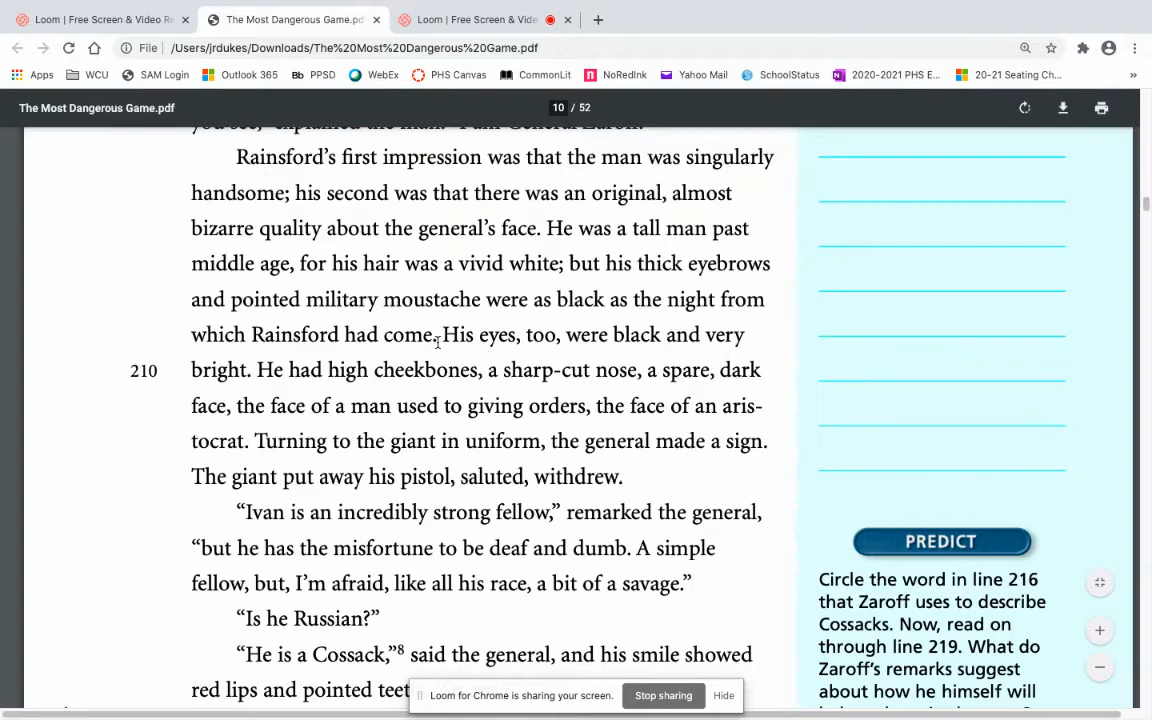 Loom | Free Screen & Video Re
The Most Dangerous Game.pd
Loom | Free Screen & Vide
File
/Users/jrdukes/Downloads/The%20Most%20Dangerous%20Game.pdf
Apps
WCU
SAM Login
Outlook 365
Bb PPSD
WebEx
PHS Canvas
CommonLit
NoRedInk
Yahoo Mail
SchoolStatus
2020-2021 PHS E...
20-21 Seating Ch...
The Most Dangerous Game.pdf
10 / 52
you see," explained the man. "I am General Zaroff."
Rainsford's first impression was that the man was singularly
handsome; his second was that there was an original, almost
bizarre quality about the general's face. He was a tall man past
middle age, for his hair was a vivid white; but his thick eyebrows
and pointed military moustache were as black as the night from
which Rainsford had come. His eyes, too, were black and very
210 bright. He had high cheekbones, a sharp-cut nose, a spare, dark
face, the face of a man used to giving orders, the face of an aris-
tocrat. Turning to the giant in uniform, the general made a sign.
The giant put away his pistol, saluted, withdrew.
"Ivan is an incredibly strong fellow," remarked the general,
"but he has the misfortune to be deaf and dumb. A simple
fellow, but, I'm afraid, like all his race, a bit of a savage."
"Is he Russian?"
"He is a Cossack,"8 said the general, and his smile showed
red lips and pointed teet
PREDICT
Circle the word in line 216
that Zaroff uses to describe
Cossacks. Now, read on
through line 219. What do
Zaroff's remarks suggest
about how he himself will
Loom for Chrome is sharing your screen.
Stop sharing
Hide